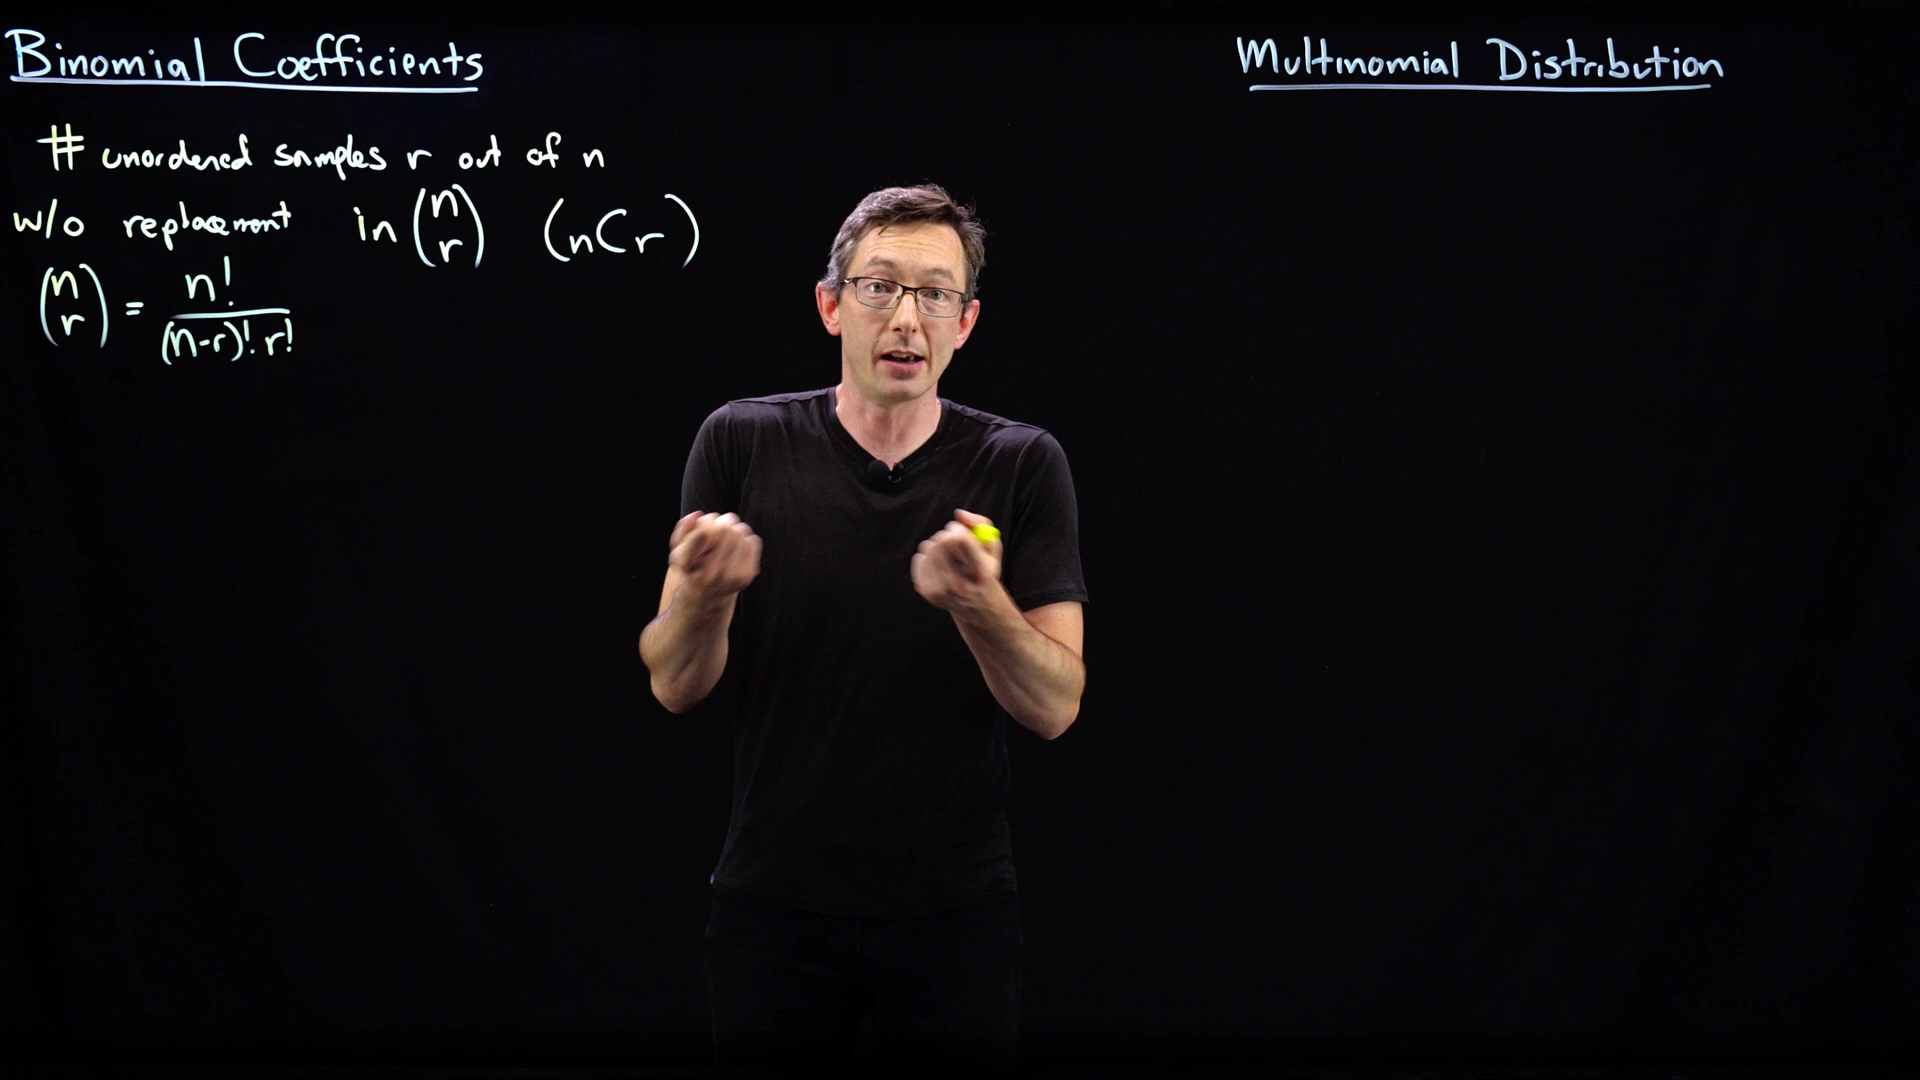 Binomial Coefficients
# unordered samples r out of n
w/o replacement in (n r) (nCr)
(n r) = n! / (n-r)! r!
Multinomial Distribution